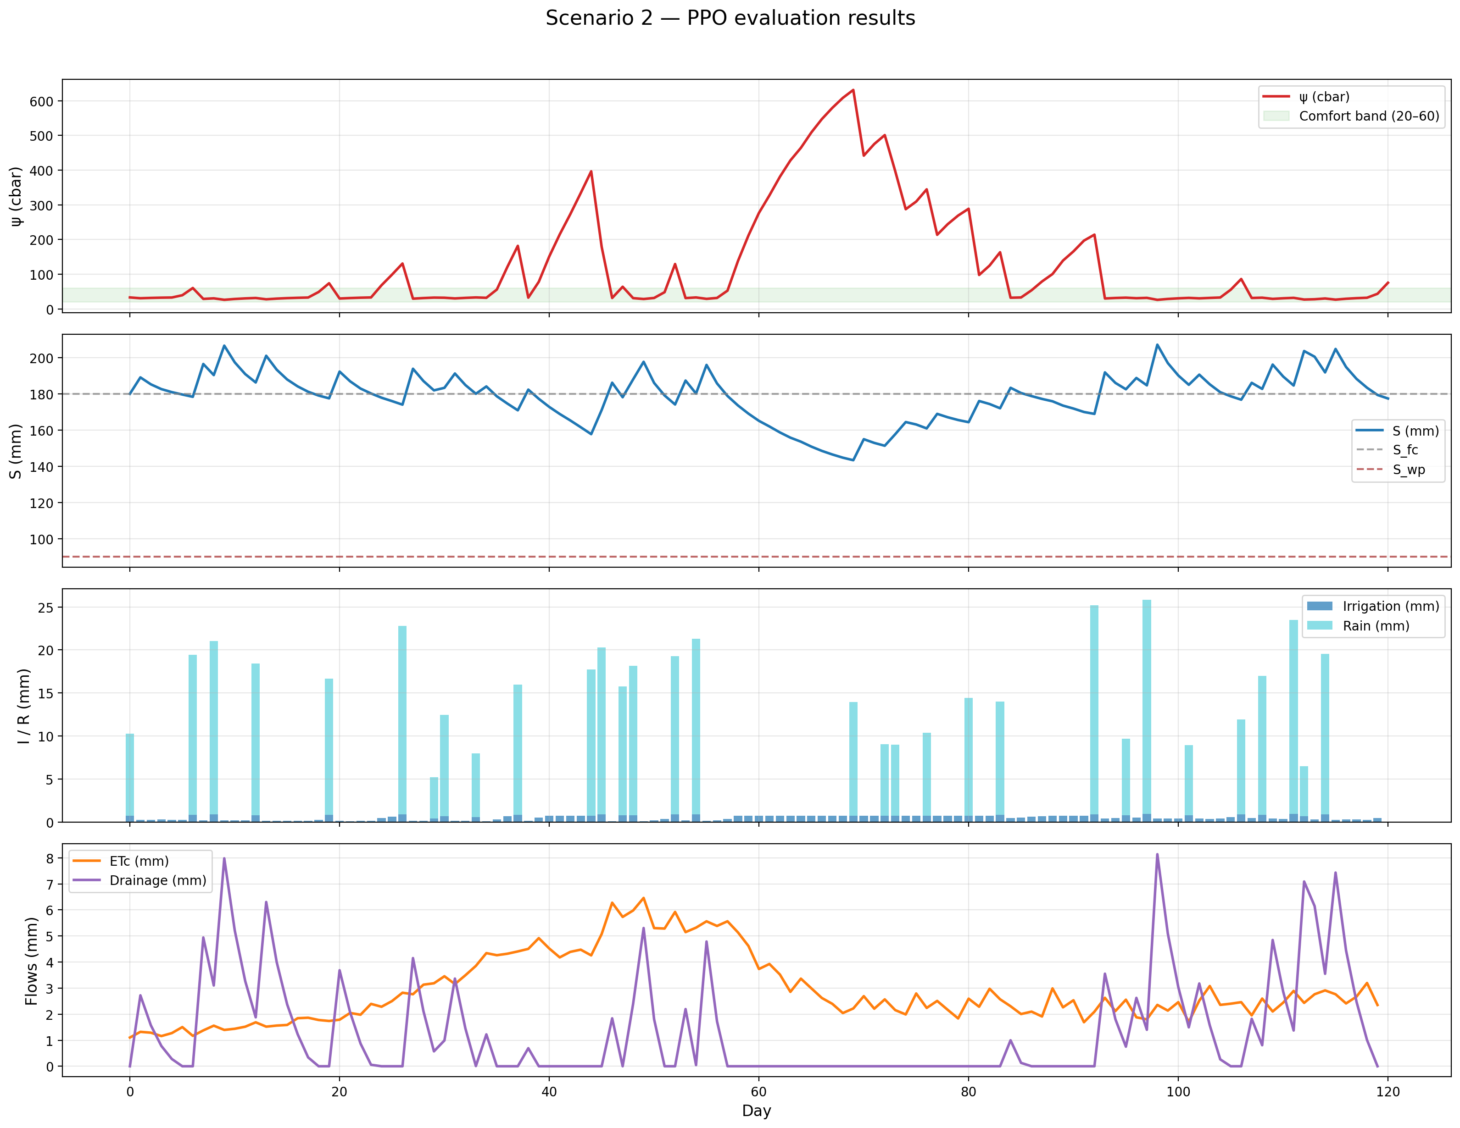 Scenario 2 — PPO evaluation results
ψ (cbar)
600
500
400
300
200
100
0
ψ (cbar)
Comfort band (20–60)
S (mm)
200
180
160
140
120
100
S (mm)
S_fc
S_wp
I / R (mm)
25
20
15
10
5
0
Irrigation (mm)
Rain (mm)
Flows (mm)
8
7
6
5
4
3
2
1
0
ETc (mm)
Drainage (mm)
0 20 40 60 80 100 120
Day